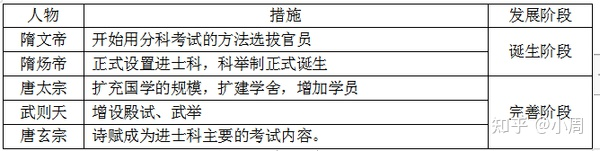 人物 措施 发展阶段
隋文帝 开始用分科考试的方法选拔官员 诞生阶段
隋炀帝 正式设置进士科，科举制正式诞生
唐太宗 扩充国学的规模，扩建学舍，增加学员 完善阶段
武则天 增设殿试、武举
唐玄宗 诗赋成为进士科主要的考试内容。
知乎 @小周